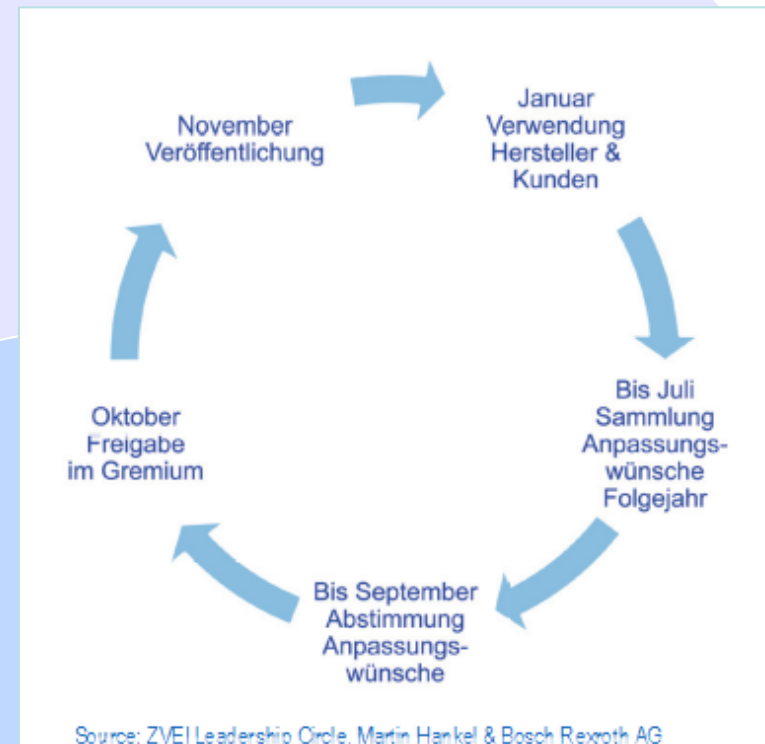 November
Veröffentlichung
Januar
Verwendung
Hersteller &
Kunden
Bis Juli
Sammlung
Anpassungs-
wünsche
Folgejahr
Bis September
Abstimmung
Anpassungs-
wünsche
Oktober
Freigabe
im Gremium
Source: ZVEI Leadership Circle, Martin Hankel & Bosch Rexroth AG